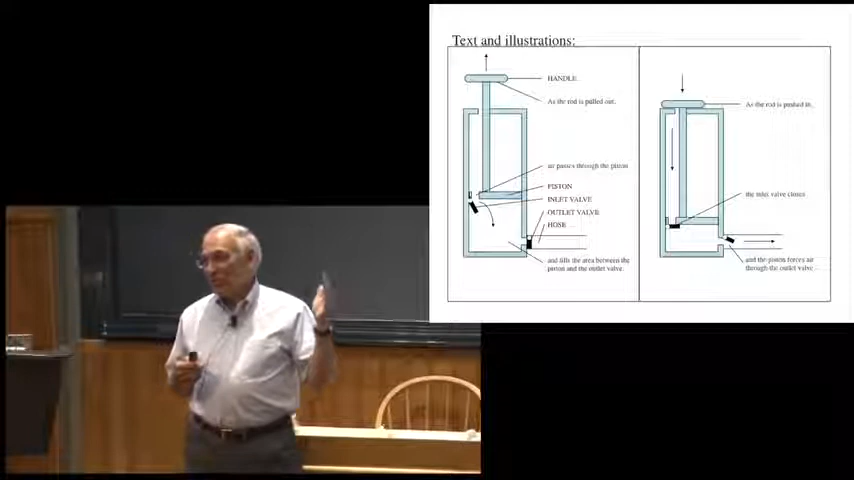 Text and illustrations:
HANDLE
As the rod is pulled out,
air passes through the piston
PISTON
INLET VALVE
OUTLET VALVE
HOSE
and fills the area between the
piston and the outlet valve.
As the rod is pushed in,
the inlet valve closes
and the piston forces air
through the outlet valve